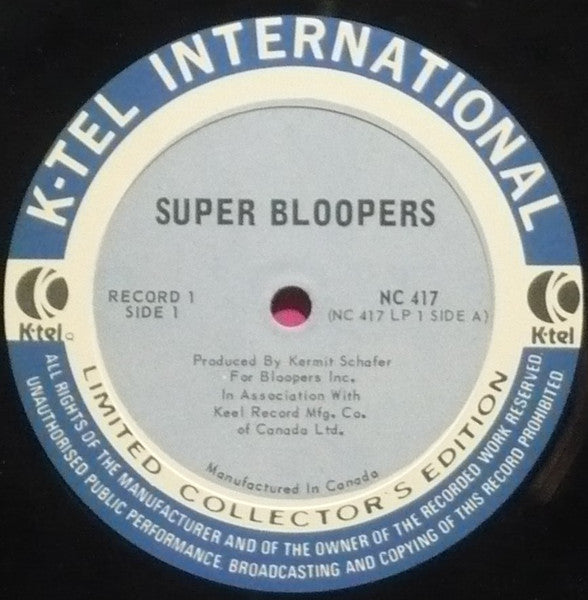 K-TEL INTERNATIONAL
SUPER BLOOPERS
RECORD 1
SIDE 1
NC 417
(NC 417 LP 1 SIDE A)
K-tel
K-tel
Produced By Kermit Schafer
For Bloopers Inc.
In Association With
Keel Record Mfg. Co.
of Canada Ltd.
Manufactured In Canada
LIMITED COLLECTOR'S EDITION
ALL RIGHTS OF THE MANUFACTURER AND OF THE OWNER OF THE RECORDED WORK RESERVED.
UNAUTHORISED PUBLIC PERFORMANCE, BROADCASTING AND COPYING OF THIS RECORD PROHIBITED.